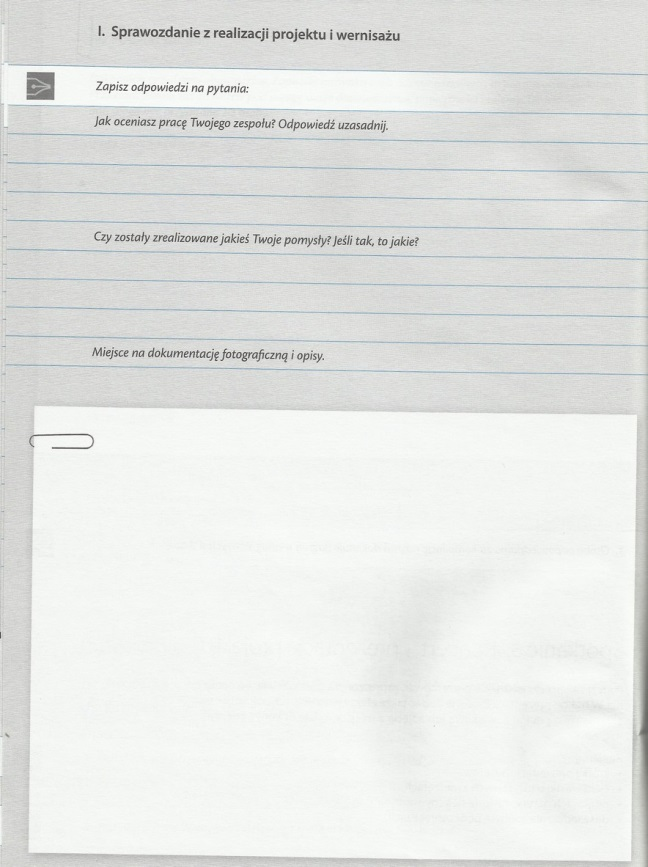 I. Sprawozdanie z realizacji projektu i wernisażu
Zapisz odpowiedzi na pytania:
Jak oceniasz pracę Twojego zespołu? Odpowiedź uzasadnij.
Czy zostały zrealizowane jakieś Twoje pomysły? Jeśli tak, to jakie?
Miejsce na dokumentację fotograficzną i opisy.